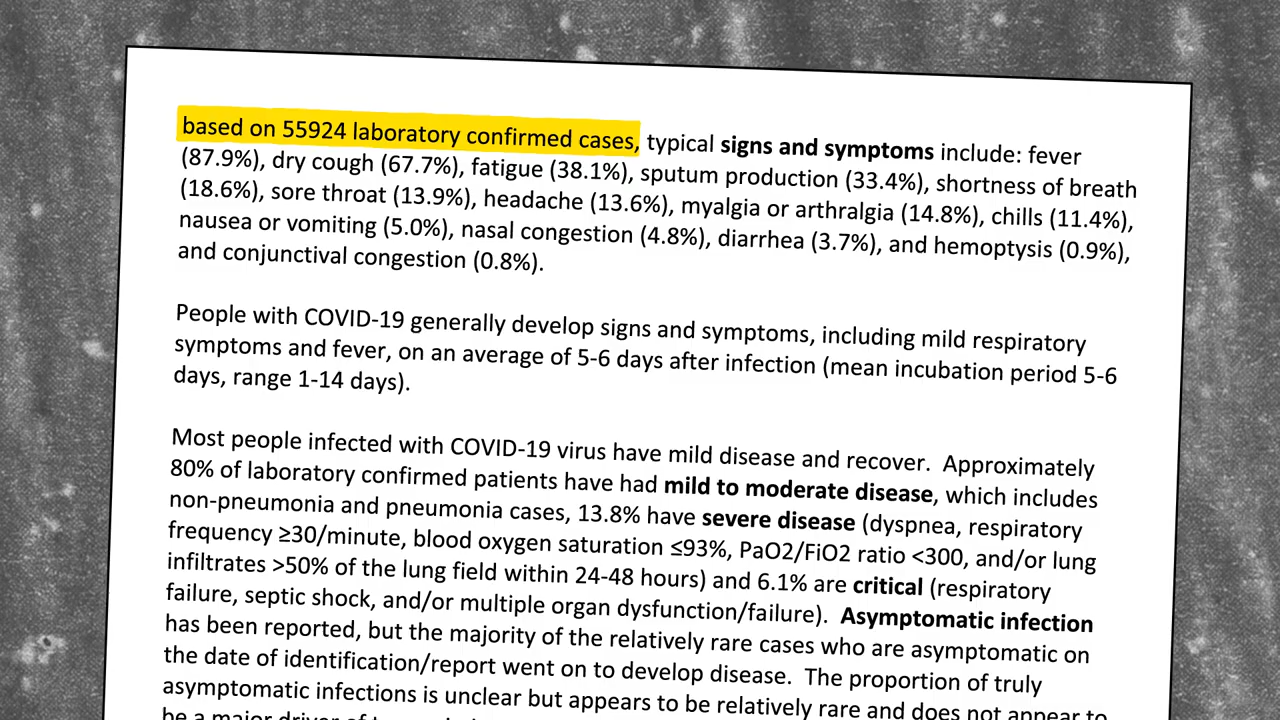 based on 55924 laboratory confirmed cases, typical signs and symptoms include: fever
(87.9%), dry cough (67.7%), fatigue (38.1%), sputum production (33.4%), shortness of breath
(18.6%), sore throat (13.9%), headache (13.6%), myalgia or arthralgia (14.8%), chills (11.4%),
nausea or vomiting (5.0%), nasal congestion (4.8%), diarrhea (3.7%), and hemoptysis (0.9%),
and conjunctival congestion (0.8%).
People with COVID-19 generally develop signs and symptoms, including mild respiratory
symptoms and fever, on an average of 5-6 days after infection (mean incubation period 5-6
days, range 1-14 days).
Most people infected with COVID-19 virus have mild disease and recover. Approximately
80% of laboratory confirmed patients have had mild to moderate disease, which includes
non-pneumonia and pneumonia cases, 13.8% have severe disease (dyspnea, respiratory
frequency ≥30/minute, blood oxygen saturation ≤93%, PaO2/FiO2 ratio <300, and/or lung
infiltrates >50% of the lung field within 24-48 hours) and 6.1% are critical (respiratory
failure, septic shock, and/or multiple organ dysfunction/failure). Asymptomatic infection
has been reported, but the majority of the relatively rare cases who are asymptomatic on
the date of identification/report went on to develop disease. The proportion of truly
asymptomatic infections is unclear but appears to be relatively rare and does not appear to
be a major driver of